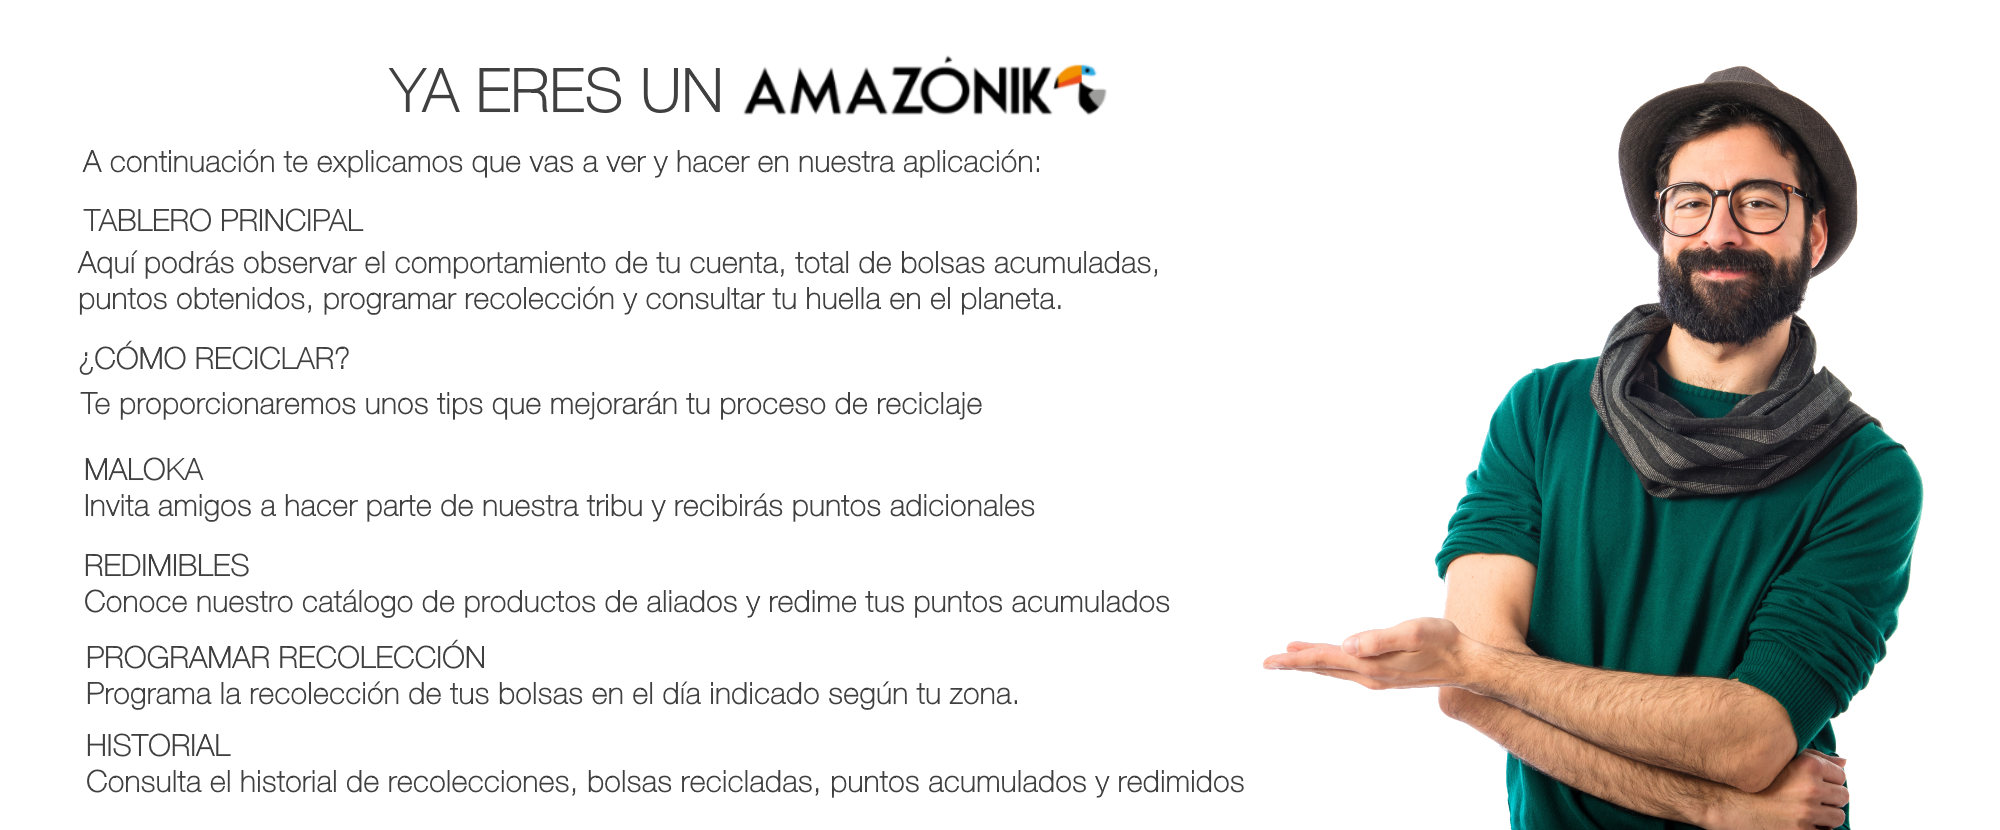 YA ERES UN AMAZÓNIK
A continuación te explicamos que vas a ver y hacer en nuestra aplicación:
TABLERO PRINCIPAL
Aquí podrás observar el comportamiento de tu cuenta, total de bolsas acumuladas,
puntos obtenidos, programar recolección y consultar tu huella en el planeta.
¿CÓMO RECICLAR?
Te proporcionaremos unos tips que mejorarán tu proceso de reciclaje
MALOKA
Invita amigos a hacer parte de nuestra tribu y recibirás puntos adicionales
REDIMIBLES
Conoce nuestro catálogo de productos de aliados y redime tus puntos acumulados
PROGRAMAR RECOLECCIÓN
Programa la recolección de tus bolsas en el día indicado según tu zona.
HISTORIAL
Consulta el historial de recolecciones, bolsas recicladas, puntos acumulados y redimidos